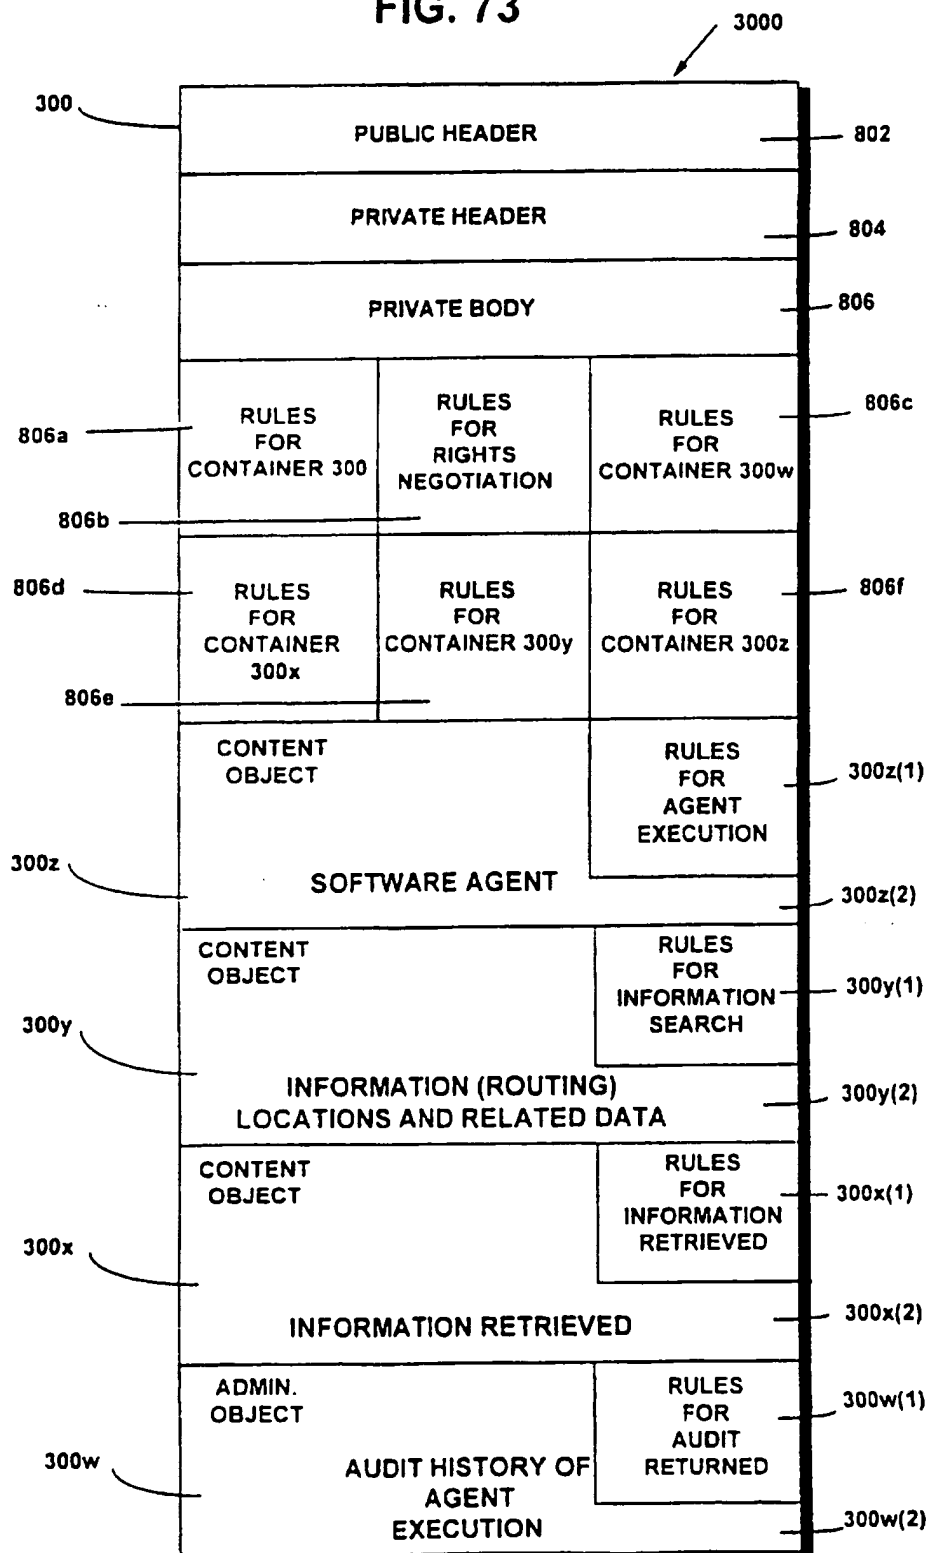 FIG. 73
3000
300
PUBLIC HEADER
802
PRIVATE HEADER
804
PRIVATE BODY
806
806a
RULES
FOR
CONTAINER 300
RULES
FOR
RIGHTS
NEGOTIATION
806b
RULES
FOR
CONTAINER 300w
806c
806d
RULES
FOR
CONTAINER
300x
RULES
FOR
CONTAINER 300y
806e
RULES
FOR
CONTAINER 300z
806f
CONTENT
OBJECT
RULES
FOR
AGENT
EXECUTION
300z(1)
300z
SOFTWARE AGENT
300z(2)
CONTENT
OBJECT
RULES
FOR
INFORMATION
SEARCH
300y(1)
300y
INFORMATION (ROUTING)
LOCATIONS AND RELATED DATA
300y(2)
CONTENT
OBJECT
RULES
FOR
INFORMATION
RETRIEVED
300x(1)
300x
INFORMATION RETRIEVED
300x(2)
ADMIN.
OBJECT
RULES
FOR
AUDIT
RETURNED
300w(1)
300w
AUDIT HISTORY OF
AGENT
EXECUTION
300w(2)